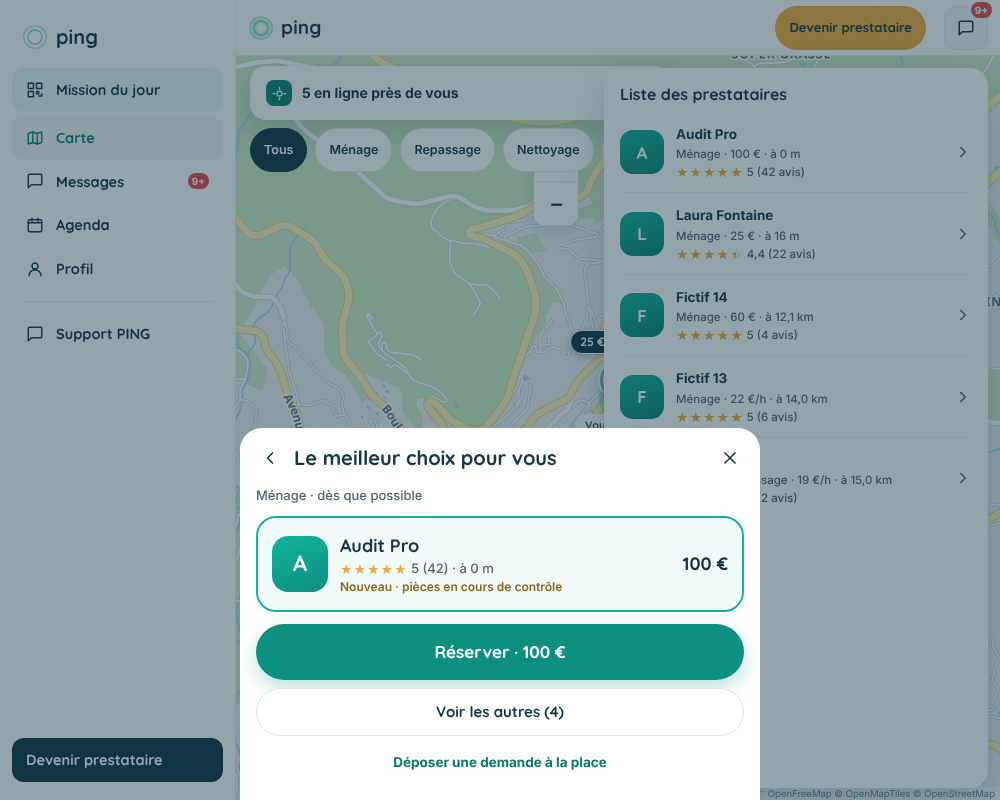 ping
Mission du jour
Carte
Messages 9+
Agenda
Profil
Support PING
Devenir prestataire
ping
Devenir prestataire
9+
5 en ligne près de vous
Tous
Ménage
Repassage
Nettoyage
−
25 €
Vou
Avenu
Boul
Liste des prestataires
A
Audit Pro
Ménage · 100 € · à 0 m
★★★★★ 5 (42 avis)
L
Laura Fontaine
Ménage · 25 € · à 16 m
★★★★★ 4,4 (22 avis)
F
Fictif 14
Ménage · 60 € · à 12,1 km
★★★★★ 5 (4 avis)
F
Fictif 13
Ménage · 22 €/h · à 14,0 km
★★★★★ 5 (6 avis)
ssage · 19 €/h · à 15,0 km
2 avis)
Le meilleur choix pour vous
Ménage · dès que possible
A
Audit Pro
★★★★★ 5 (42) · à 0 m
Nouveau · pièces en cours de contrôle
100 €
Réserver · 100 €
Voir les autres (4)
Déposer une demande à la place
OpenFreeMap © OpenMapTiles © OpenStreetMap